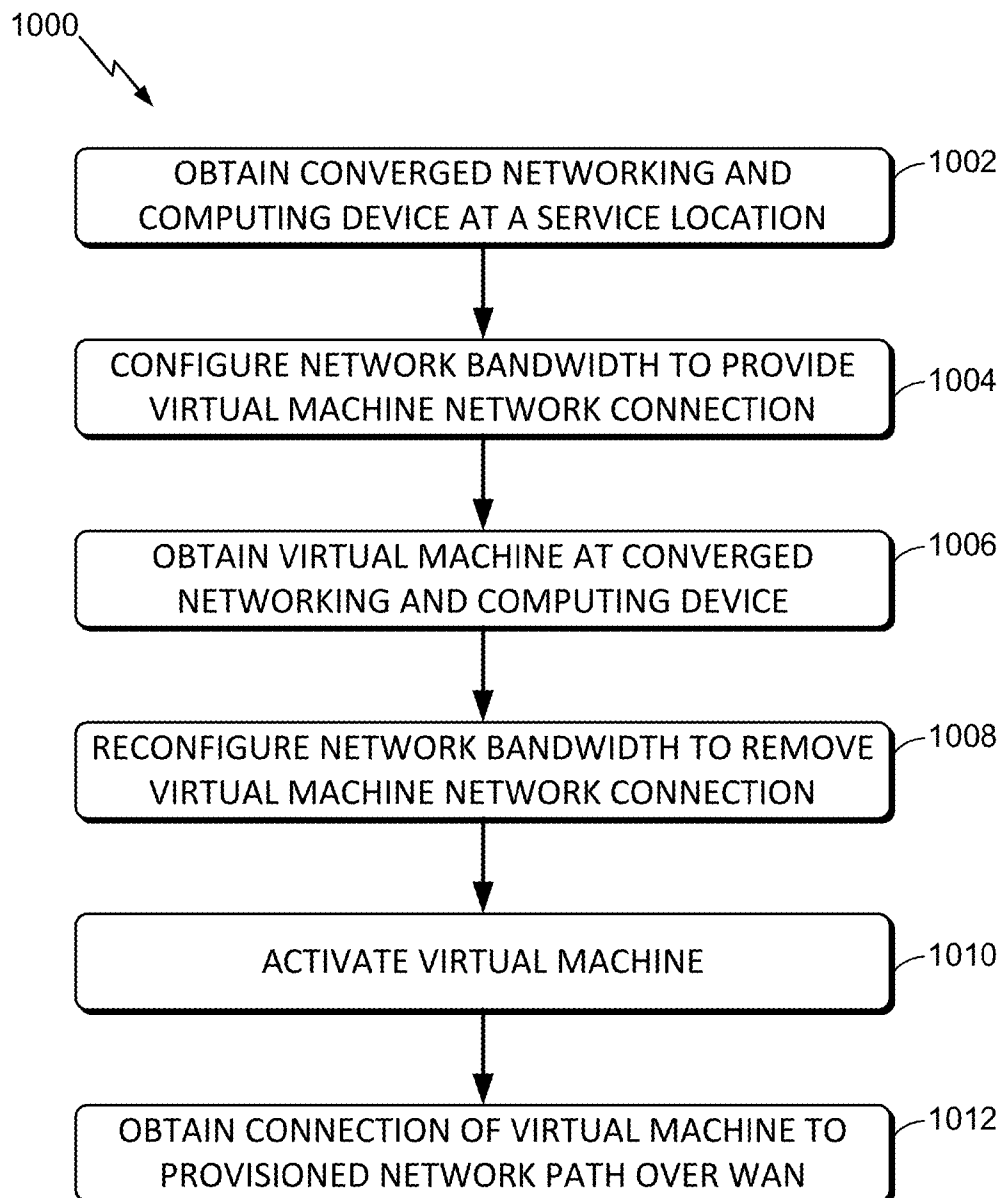 1000
OBTAIN CONVERGED NETWORKING AND
COMPUTING DEVICE AT A SERVICE LOCATION
1002
CONFIGURE NETWORK BANDWIDTH TO PROVIDE
VIRTUAL MACHINE NETWORK CONNECTION
1004
OBTAIN VIRTUAL MACHINE AT CONVERGED
NETWORKING AND COMPUTING DEVICE
1006
RECONFIGURE NETWORK BANDWIDTH TO REMOVE
VIRTUAL MACHINE NETWORK CONNECTION
1008
ACTIVATE VIRTUAL MACHINE
1010
OBTAIN CONNECTION OF VIRTUAL MACHINE TO
PROVISIONED NETWORK PATH OVER WAN
1012